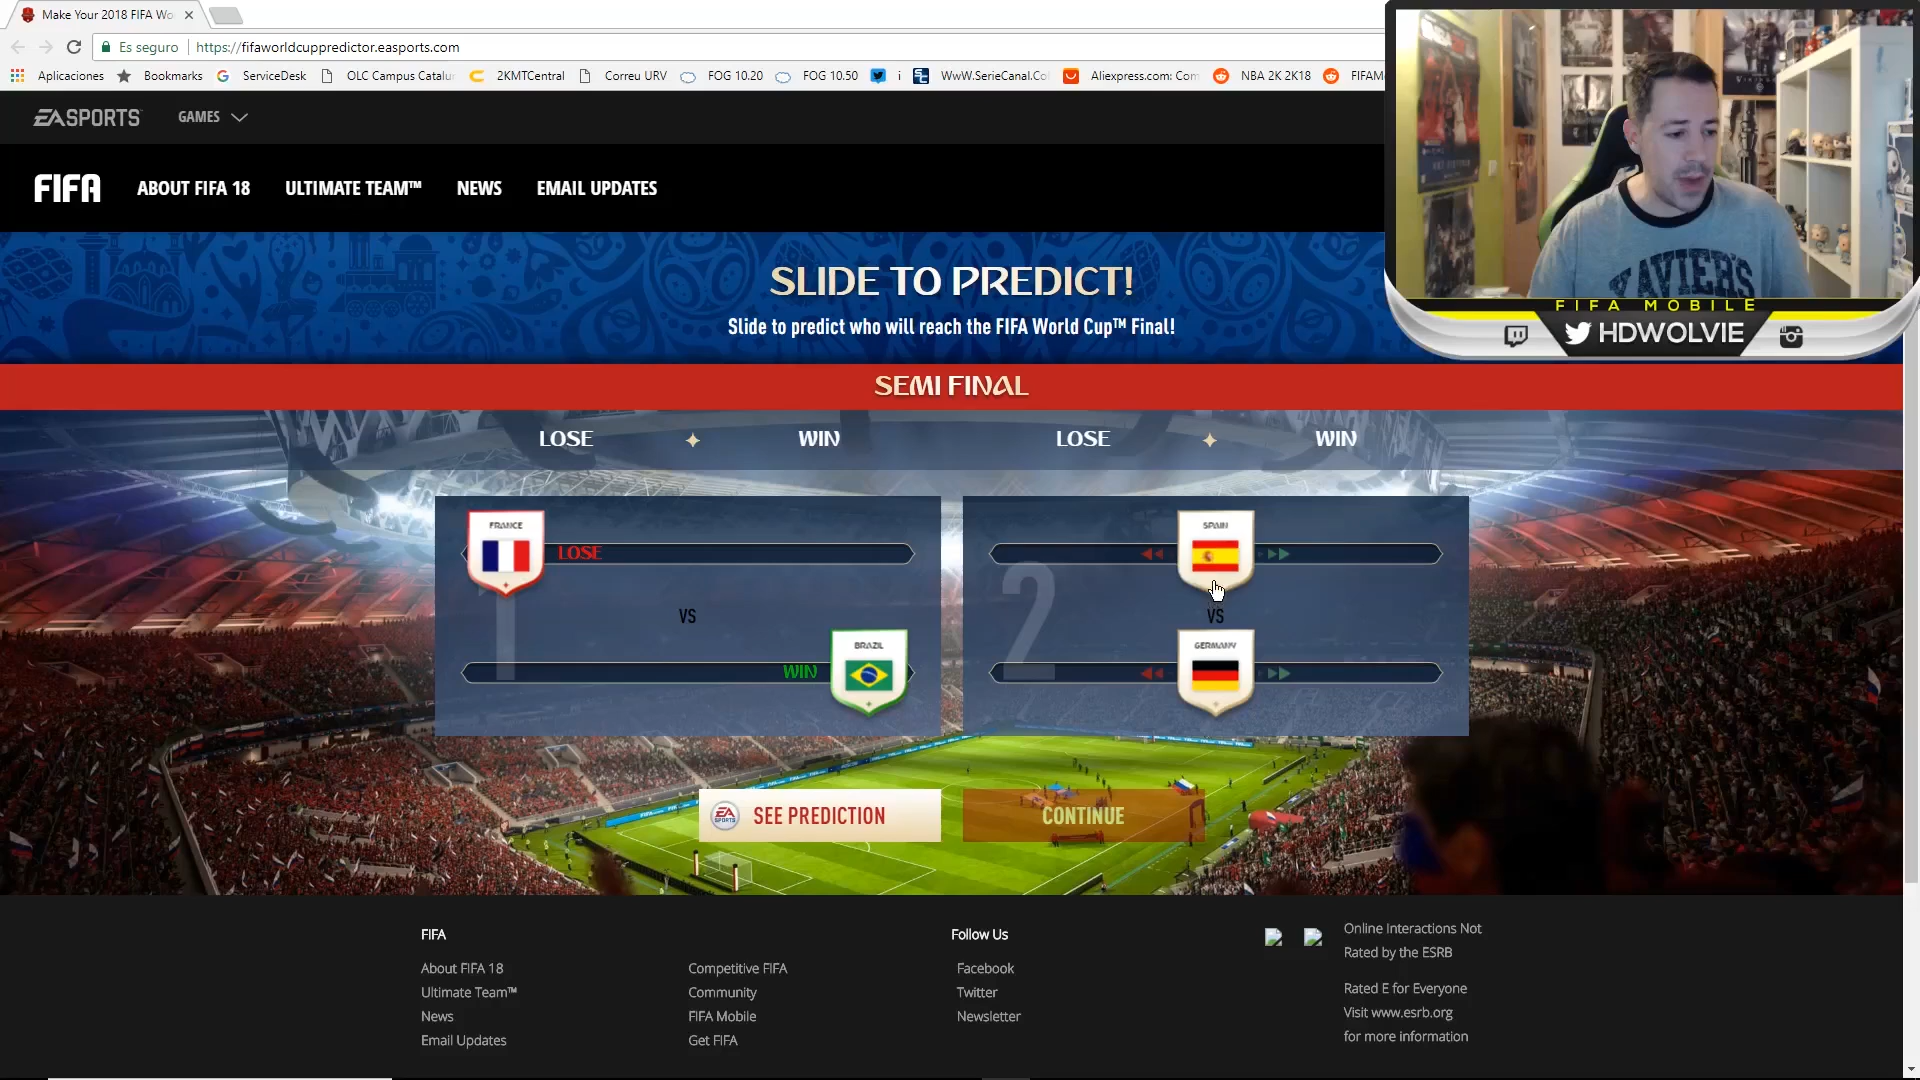 Make Your 2018 FIFA Wo
Es seguro
https://fifaworldcuppredictor.easports.com
Aplicaciones
Bookmarks
ServiceDesk
OLC Campus Catalu
2KMTCentral
Correu URV
FOG 10.20
FOG 10.50
i
WwW.SerieCanal.Co
Aliexpress.com: Com
NBA 2K 2K18
FIFAM
EA SPORTS
GAMES
FIFA
ABOUT FIFA 18
ULTIMATE TEAM™
NEWS
EMAIL UPDATES
XAVIERS
FIFA MOBILE
HDWOLVIE
SLIDE TO PREDICT!
Slide to predict who will reach the FIFA World Cup™ Final!
SEMI FINAL
LOSE
WIN
LOSE
WIN
1
FRANCE
LOSE
VS
BRAZIL
WIN
2
SPAIN
VS
GERMANY
EA SPORTS
SEE PREDICTION
CONTINUE
FIFA
About FIFA 18
Ultimate Team™
News
Email Updates
Competitive FIFA
Community
FIFA Mobile
Get FIFA
Follow Us
Facebook
Twitter
Newsletter
Online Interactions Not
Rated by the ESRB
Rated E for Everyone
Visit www.esrb.org
for more information